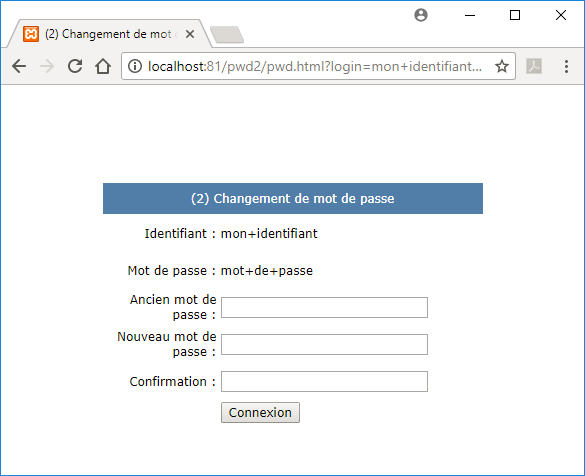 (2) Changement de mot d
localhost:81/pwd2/pwd.html?login=mon+identifiant...
(2) Changement de mot de passe
Identifiant : mon+identifiant
Mot de passe : mot+de+passe
Ancien mot de
passe :
Nouveau mot de
passe :
Confirmation :
Connexion